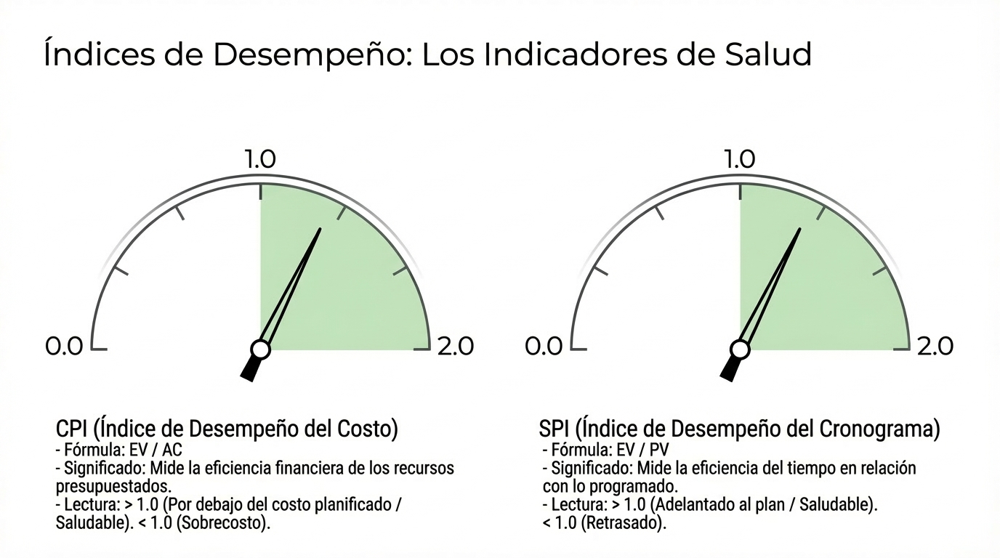 Índices de Desempeño: Los Indicadores de Salud
1.0
0.0
2.0
1.0
0.0
2.0
CPI (Índice de Desempeño del Costo)
- Fórmula: EV / AC
- Significado: Mide la eficiencia financiera de los recursos
presupuestados.
- Lectura: > 1.0 (Por debajo del costo planificado /
Saludable). < 1.0 (Sobrecosto).
SPI (Índice de Desempeño del Cronograma)
- Fórmula: EV / PV
- Significado: Mide la eficiencia del tiempo en relación
con lo programado.
- Lectura: > 1.0 (Adelantado al plan / Saludable).
< 1.0 (Retrasado).